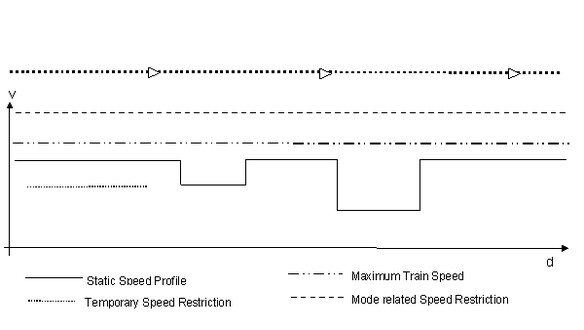 V
d
Static Speed Profile
Maximum Train Speed
Temporary Speed Restriction
Mode related Speed Restriction